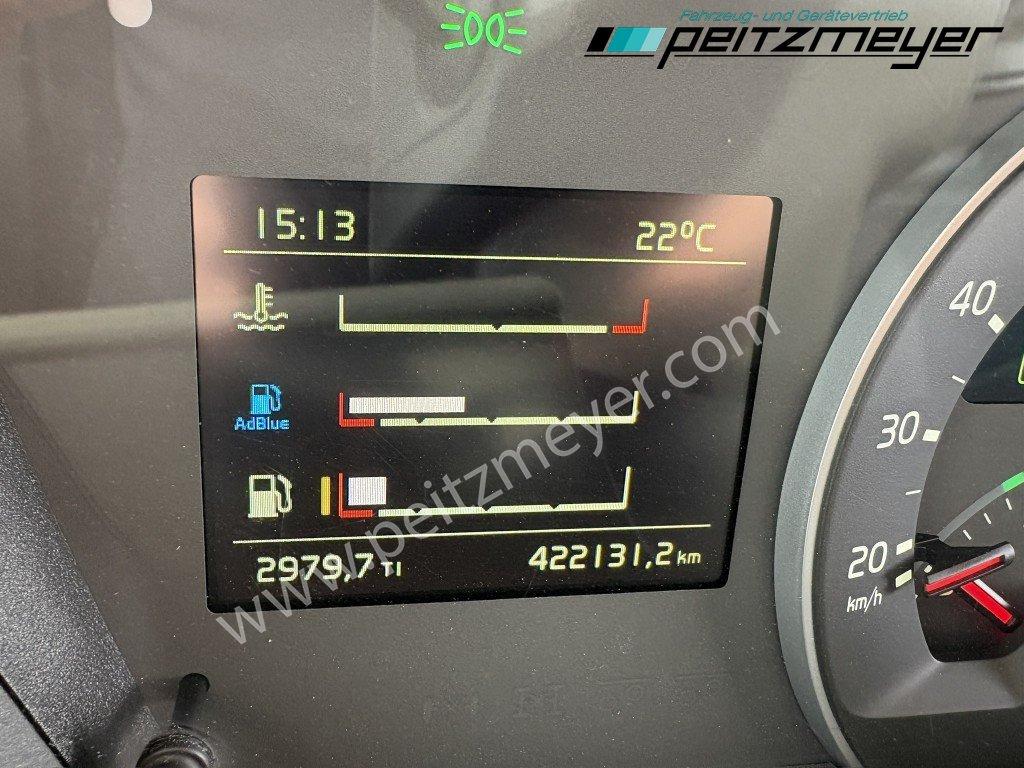 Fahrzeug- und Gerätevertrieb
peitzmeyer
15:13
22°C
40
AdBlue
30
2979,7 T1
422131,2 km
20
km/h
www.peitzmeyer.com